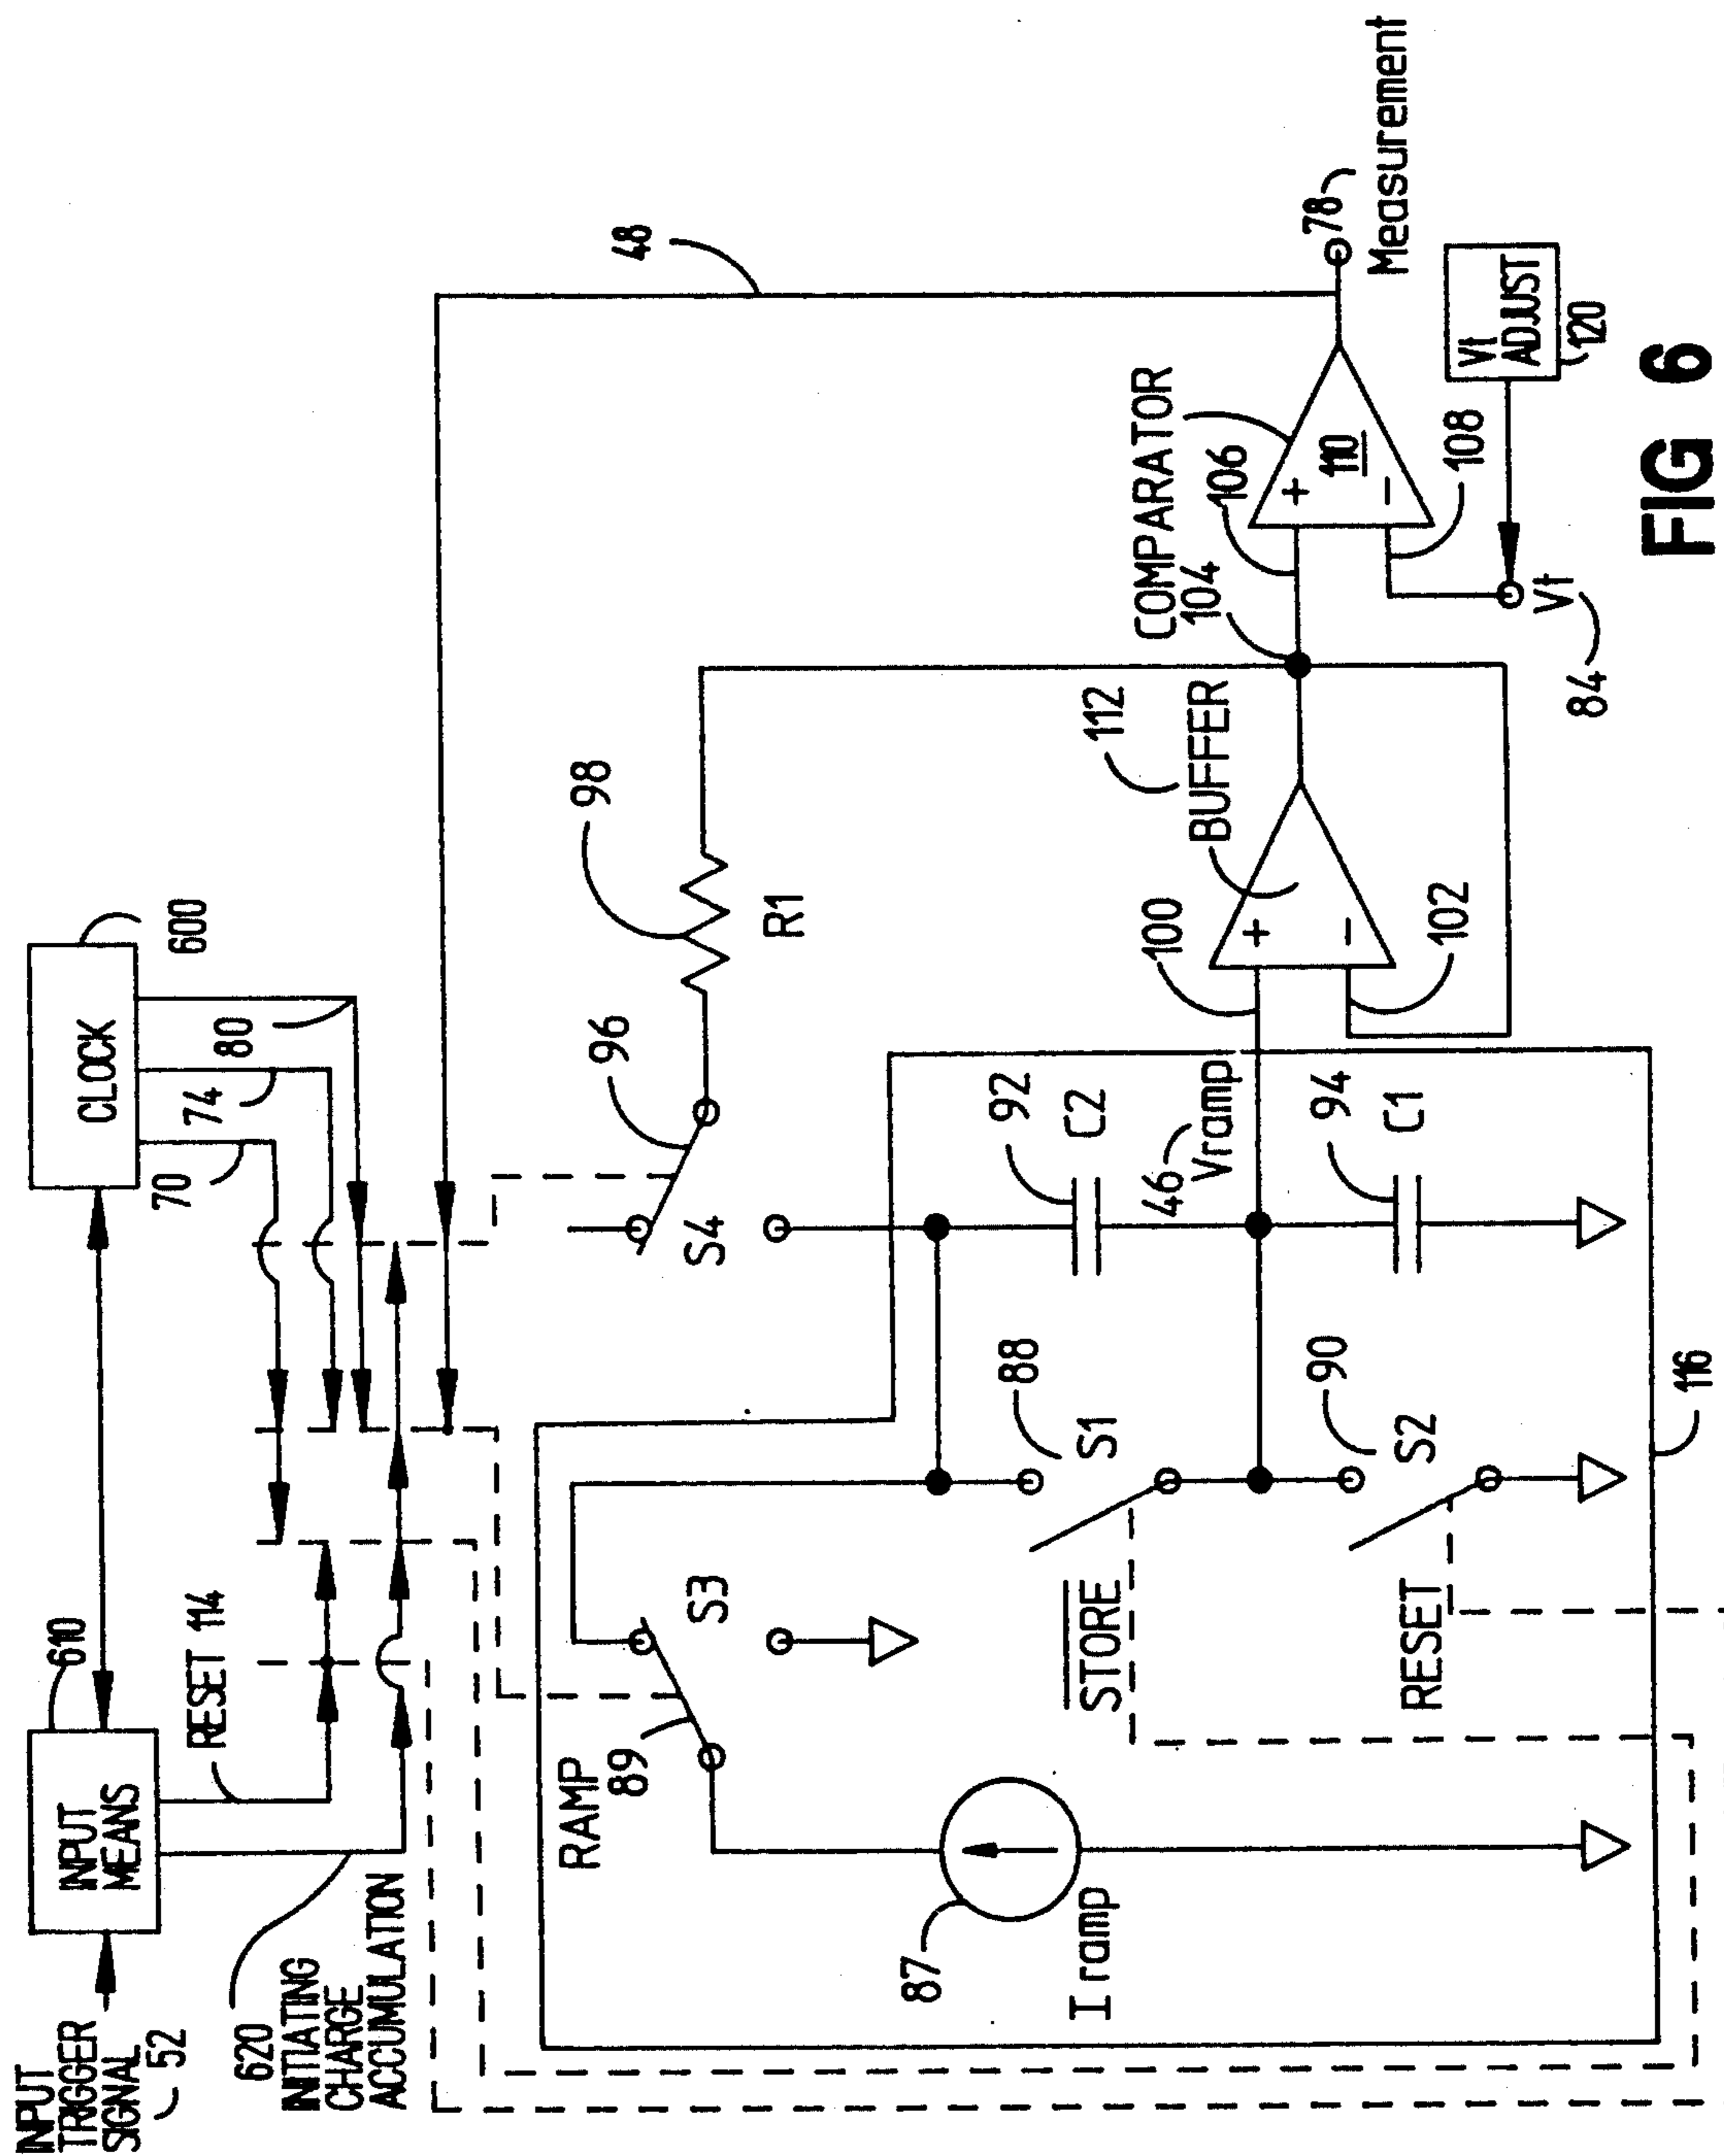 INPUT
TRIGGER
SIGNAL
52
INPUT
MEANS
610
CLOCK
600
RESET 114
620
INITIATING
CHARGE
ACCUMULATION
70
74
80
48
RAMP
89
S3
S4
96
98
R1
87
I ramp
STORE
88
S1
RESET
90
S2
92
C2
46
Vramp
94
C1
100
102
112
BUFFER
104
COMPARATOR
106
108
110
78
Measurement
Vt
84
Vt
ADJUST
120
116
FIG 6